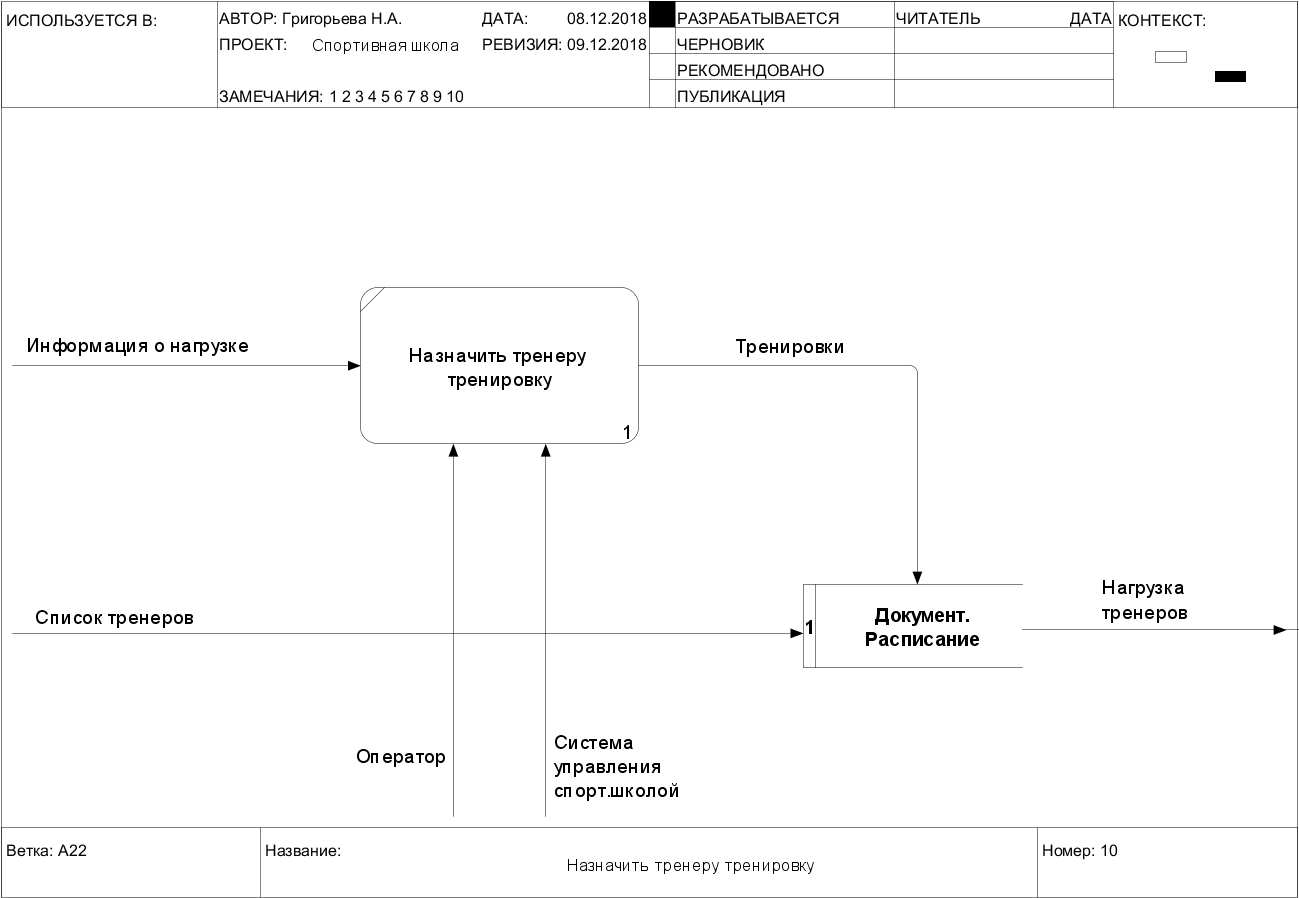 ИСПОЛЬЗУЕТСЯ В:
АВТОР: Григорьева Н.А.
ДАТА: 08.12.2018
ПРОЕКТ: Спортивная школа
РЕВИЗИЯ: 09.12.2018
ЗАМЕЧАНИЯ: 1 2 3 4 5 6 7 8 9 10
РАЗРАБАТЫВАЕТСЯ
ЧЕРНОВИК
РЕКОМЕНДОВАНО
ПУБЛИКАЦИЯ
ЧИТАТЕЛЬ ДАТА
КОНТЕКСТ:
Информация о нагрузке
Назначить тренеру
тренировку
1
Тренировки
Список тренеров
1
Документ.
Расписание
Нагрузка
тренеров
Оператор
Система
управления
спорт.школой
Ветка: A22
Название:
Назначить тренеру тренировку
Номер: 10